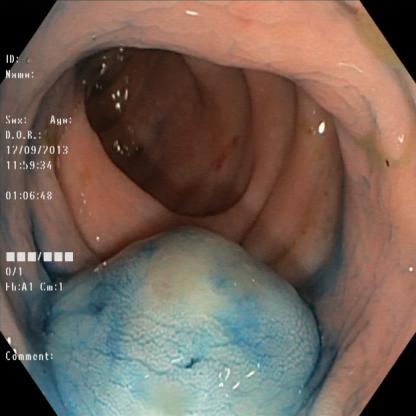 ID:
Name:
Sex: Age:
D.O.R.:
12/09/2013
11:59:34
01:06:48
■■■/■■■
0/1
Eh:A1 Cm:1
Comment: